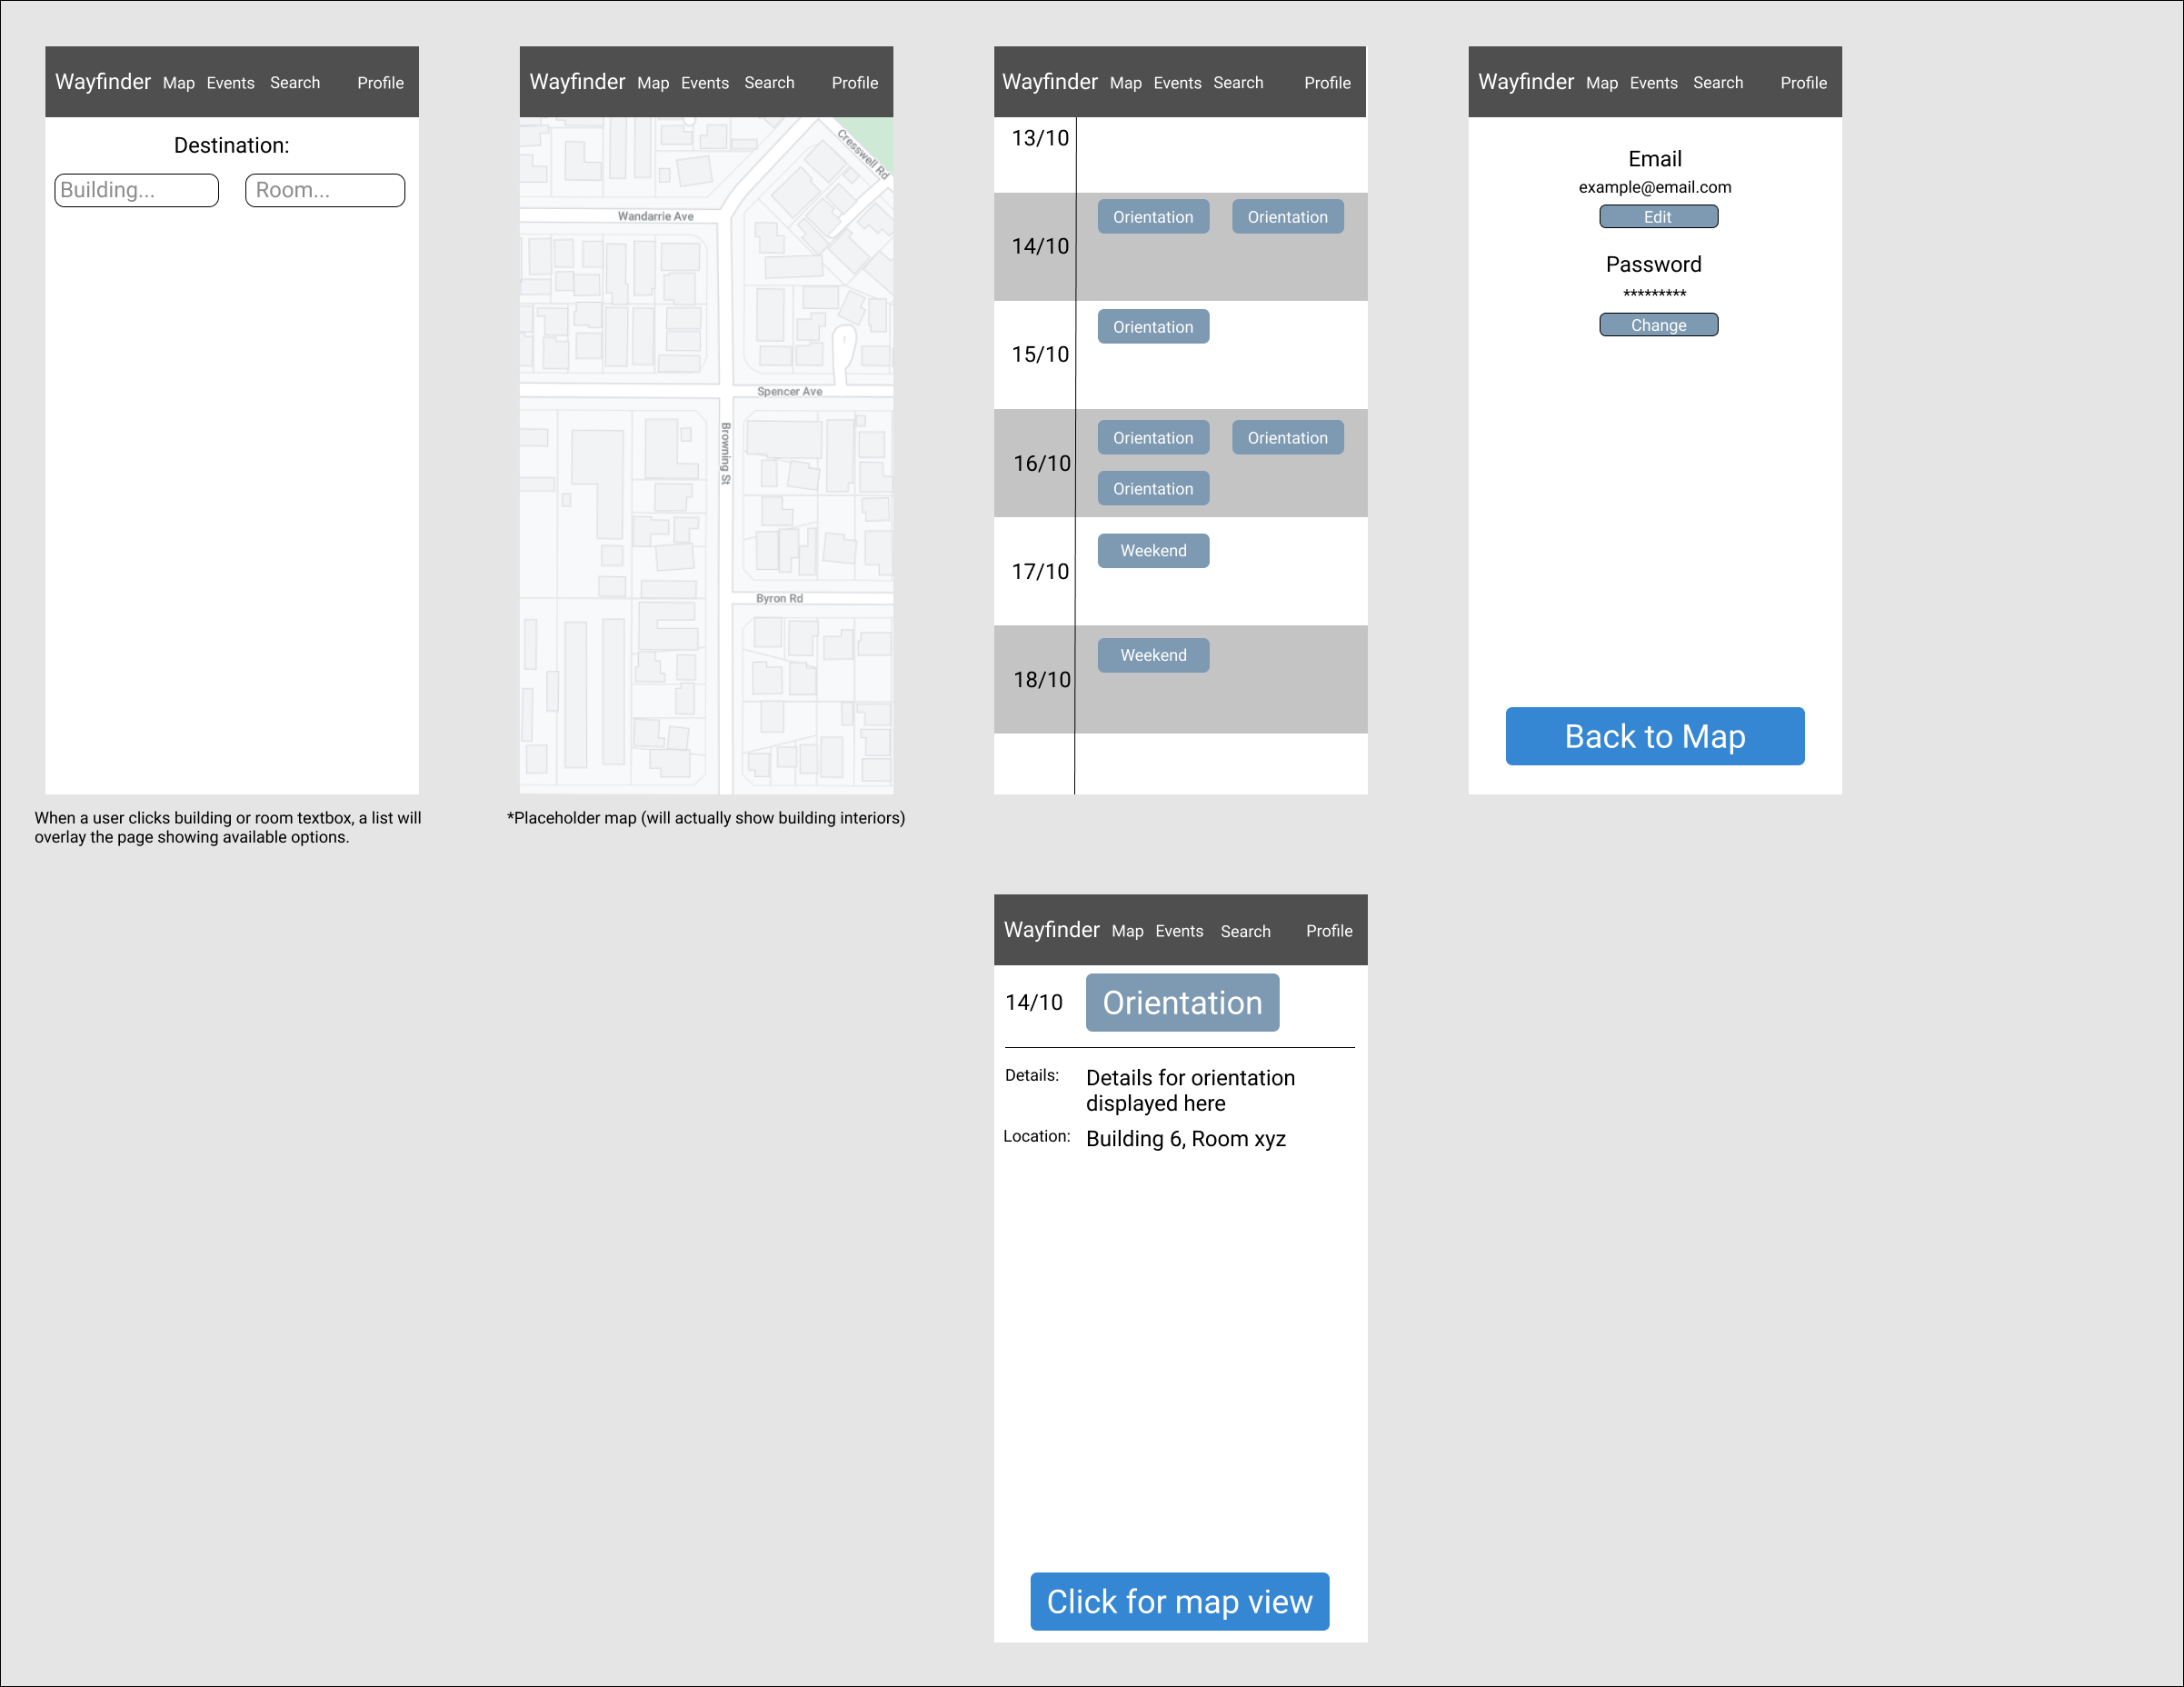 Wayfinder Map Events Search Profile
Destination:
Building... Room...
When a user clicks building or room textbox, a list will
overlay the page showing available options.
Wayfinder Map Events Search Profile
Cresswell Rd
Wandarrie Ave
Spencer Ave
Browning St
Byron Rd
*Placeholder map (will actually show building interiors)
Wayfinder Map Events Search Profile
13/10
14/10 Orientation Orientation
15/10 Orientation
16/10 Orientation Orientation
Orientation
17/10 Weekend
18/10 Weekend
Wayfinder Map Events Search Profile
Email
example@email.com
Edit
Password
*********
Change
Back to Map
Wayfinder Map Events Search Profile
14/10 Orientation
Details: Details for orientation
displayed here
Location: Building 6, Room xyz
Click for map view